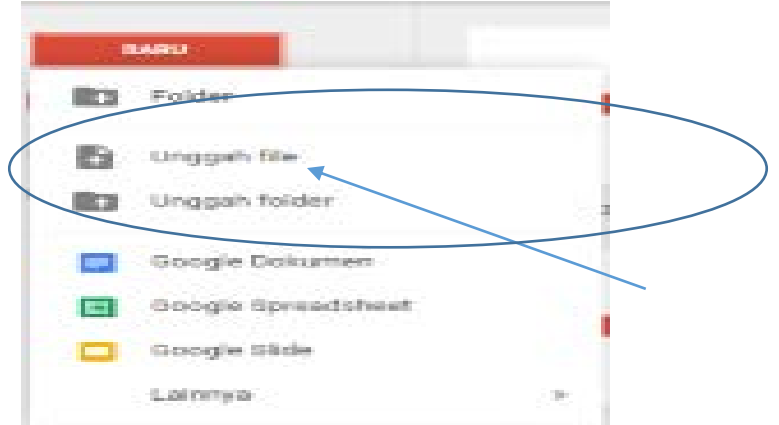 BARU
Folder
Unggah file
Unggah folder
Google Dokumen
Google Spreadsheet
Google Slide
Lainnya >